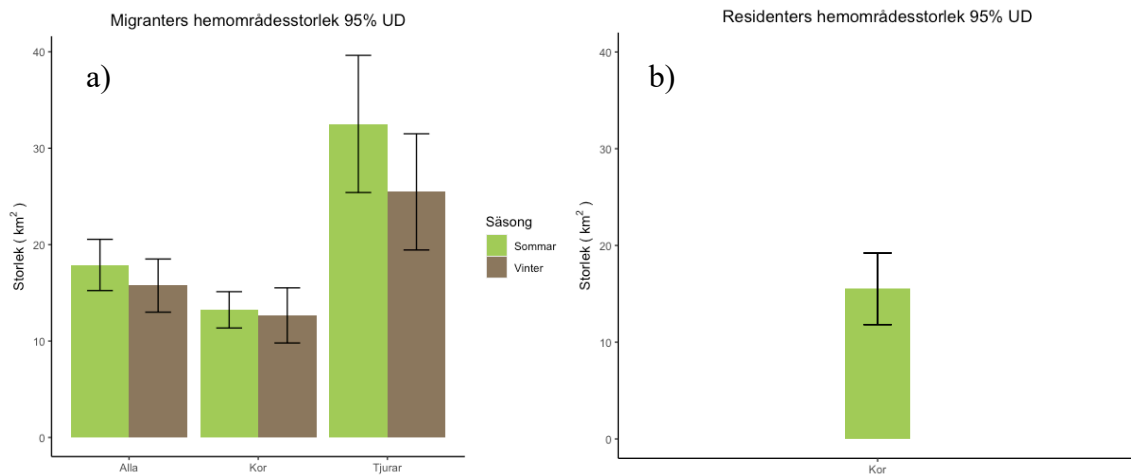 Migranters hemområdesstorlek 95% UD
a)
40
30
20
10
0
Storlek ( km² )
Alla Kor Tjurar
Säsong
Sommar
Vinter
Residenters hemområdesstorlek 95% UD
b)
40
30
20
10
0
Storlek ( km² )
Kor